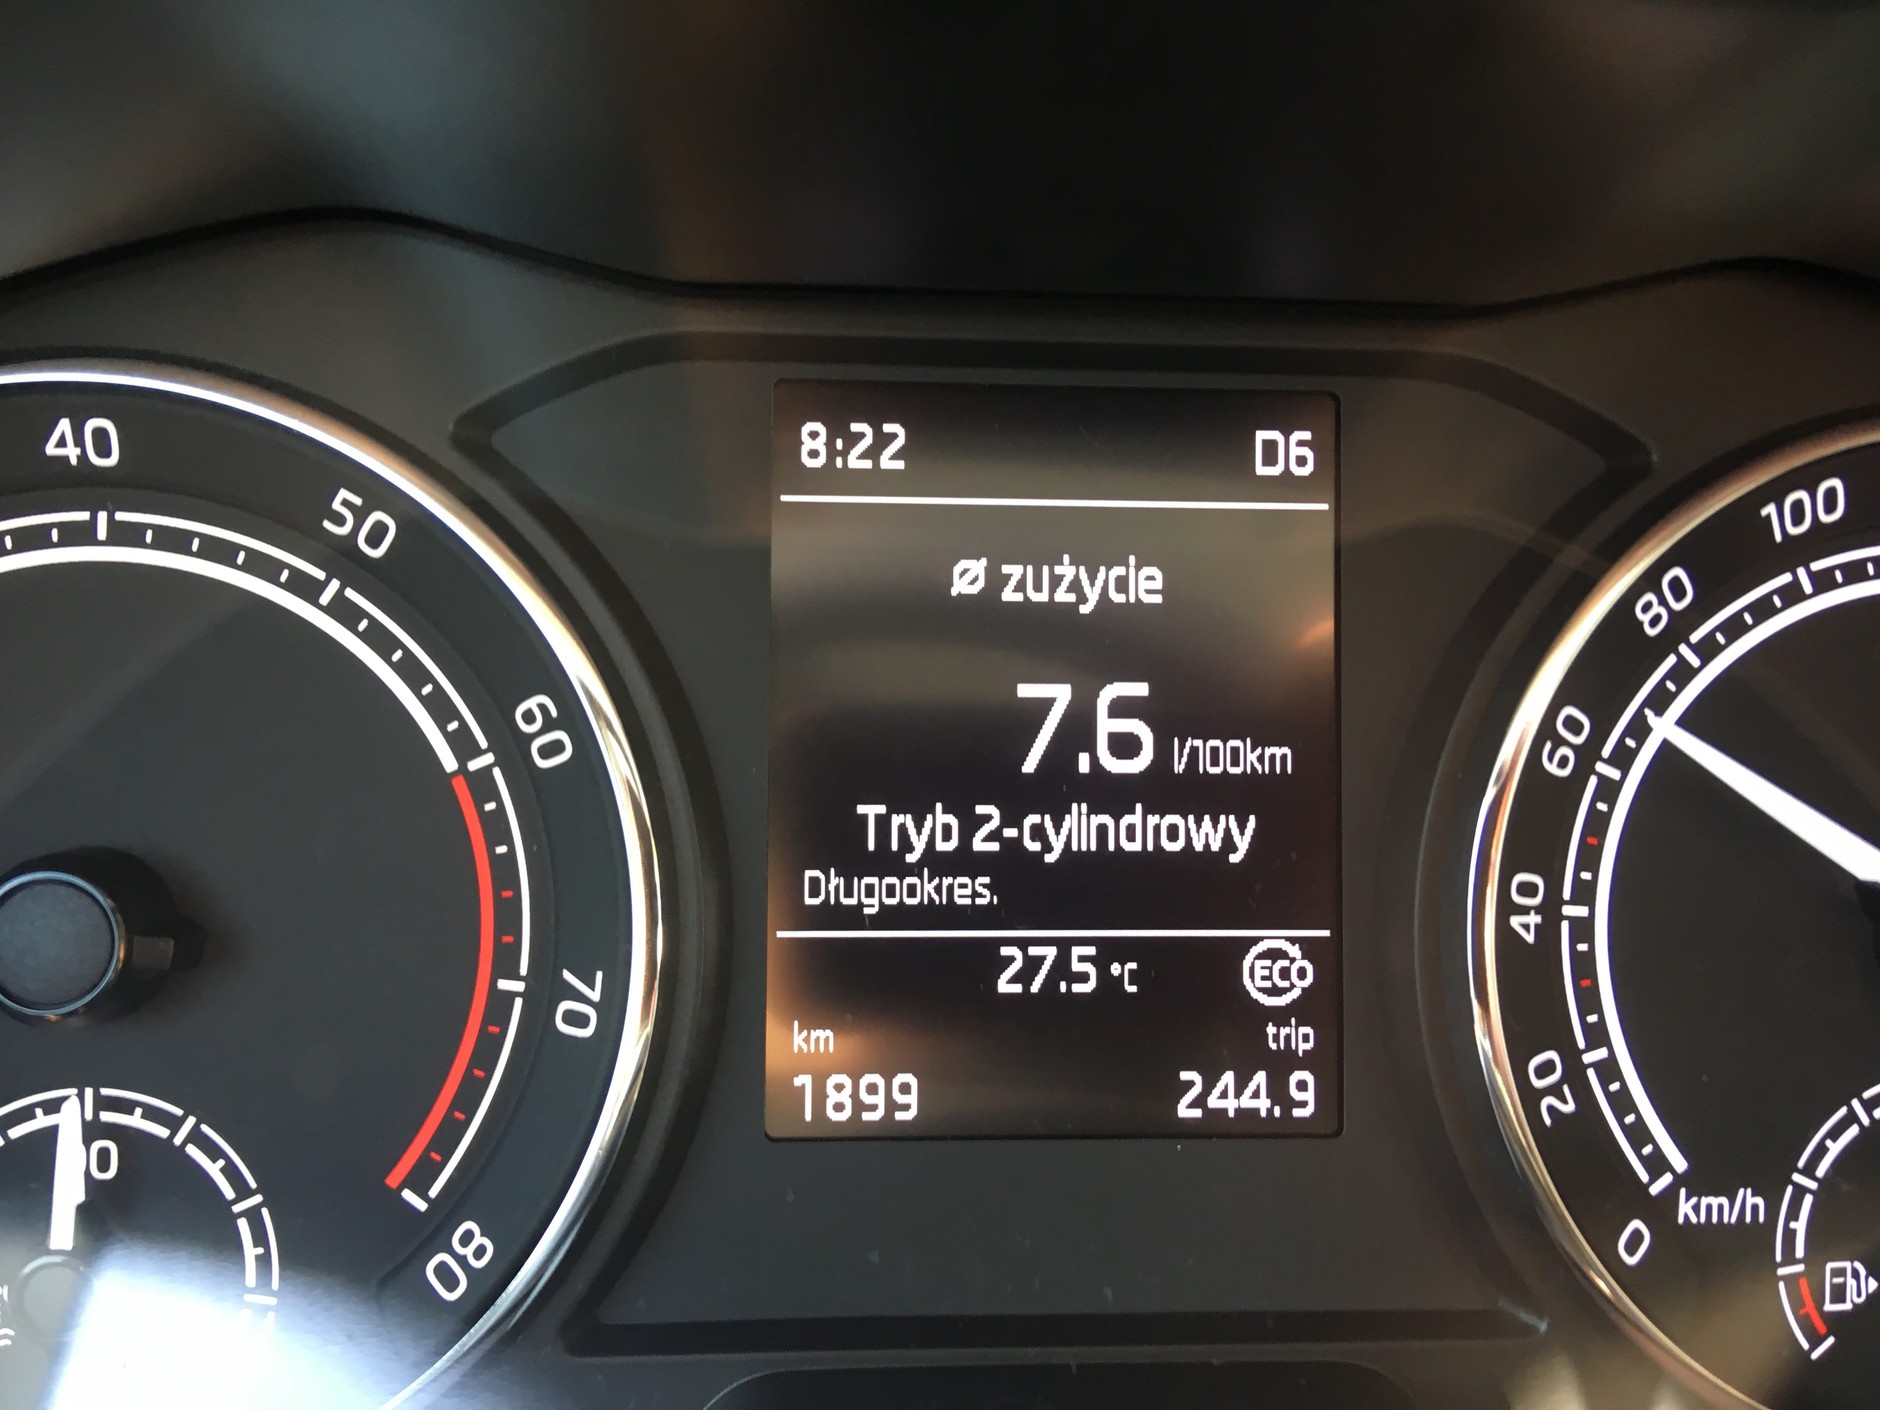 8:22 D6
ø zużycie
7.6 l/100km
Tryb 2-cylindrowy
Długookres.
27.5 °C ECO
km trip
1899 244.9
40
50
60
70
80
100
80
60
40
20
0
km/h